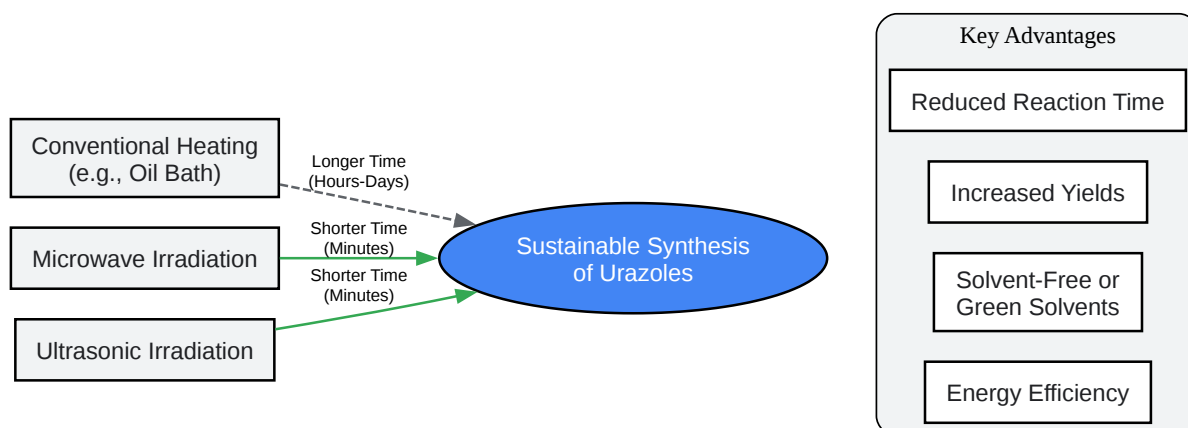 Conventional Heating
(e.g., Oil Bath)
Longer Time
(Hours-Days)
Microwave Irradiation
Shorter Time
(Minutes)
Ultrasonic Irradiation
Shorter Time
(Minutes)
Sustainable Synthesis
of Urazoles
Key Advantages
Reduced Reaction Time
Increased Yields
Solvent-Free or
Green Solvents
Energy Efficiency